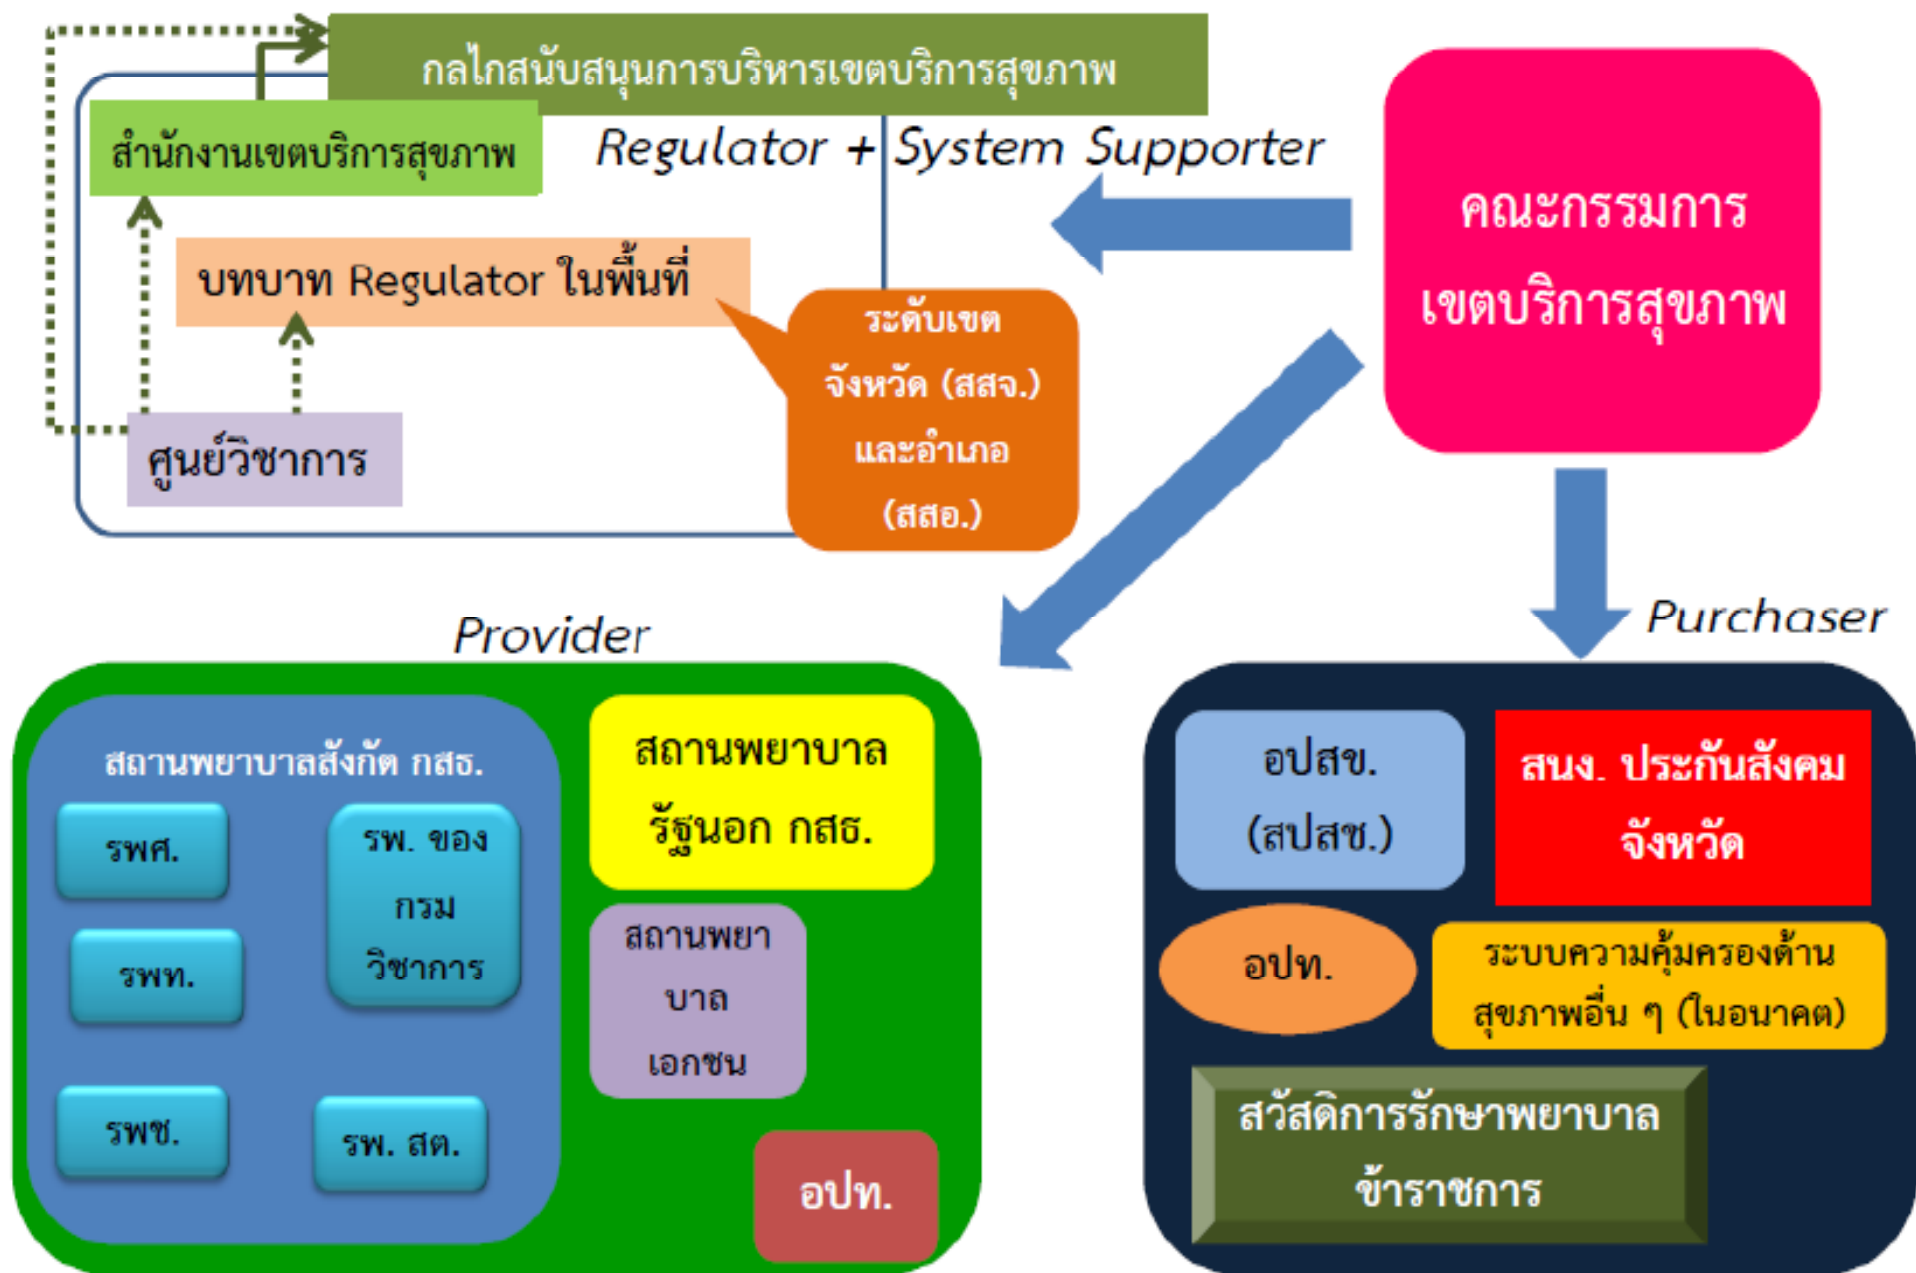 กลไกสนับสนุนการบริหารเขตบริการสุขภาพ
สำนักงานเขตบริการสุขภาพ
Regulator + System Supporter
บทบาท Regulator ในพื้นที่
ระดับเขต
จังหวัด (สสจ.)
และอำเภอ
(สสอ.)
ศูนย์วิชาการ
คณะกรรมการ
เขตบริการสุขภาพ
Provider
สถานพยาบาลสังกัด กสธ.
รพศ.
รพท.
รพช.
รพ. ของ
กรม
วิชาการ
รพ. สต.
สถานพยาบาล
รัฐนอก กสธ.
สถานพยา
บาล
เอกชน
อปท.
Purchaser
อปสข.
(สปสช.)
สนง. ประกันสังคม
จังหวัด
อปท.
ระบบความคุ้มครองด้าน
สุขภาพอื่น ๆ (ในอนาคต)
สวัสดิการรักษาพยาบาล
ข้าราชการ